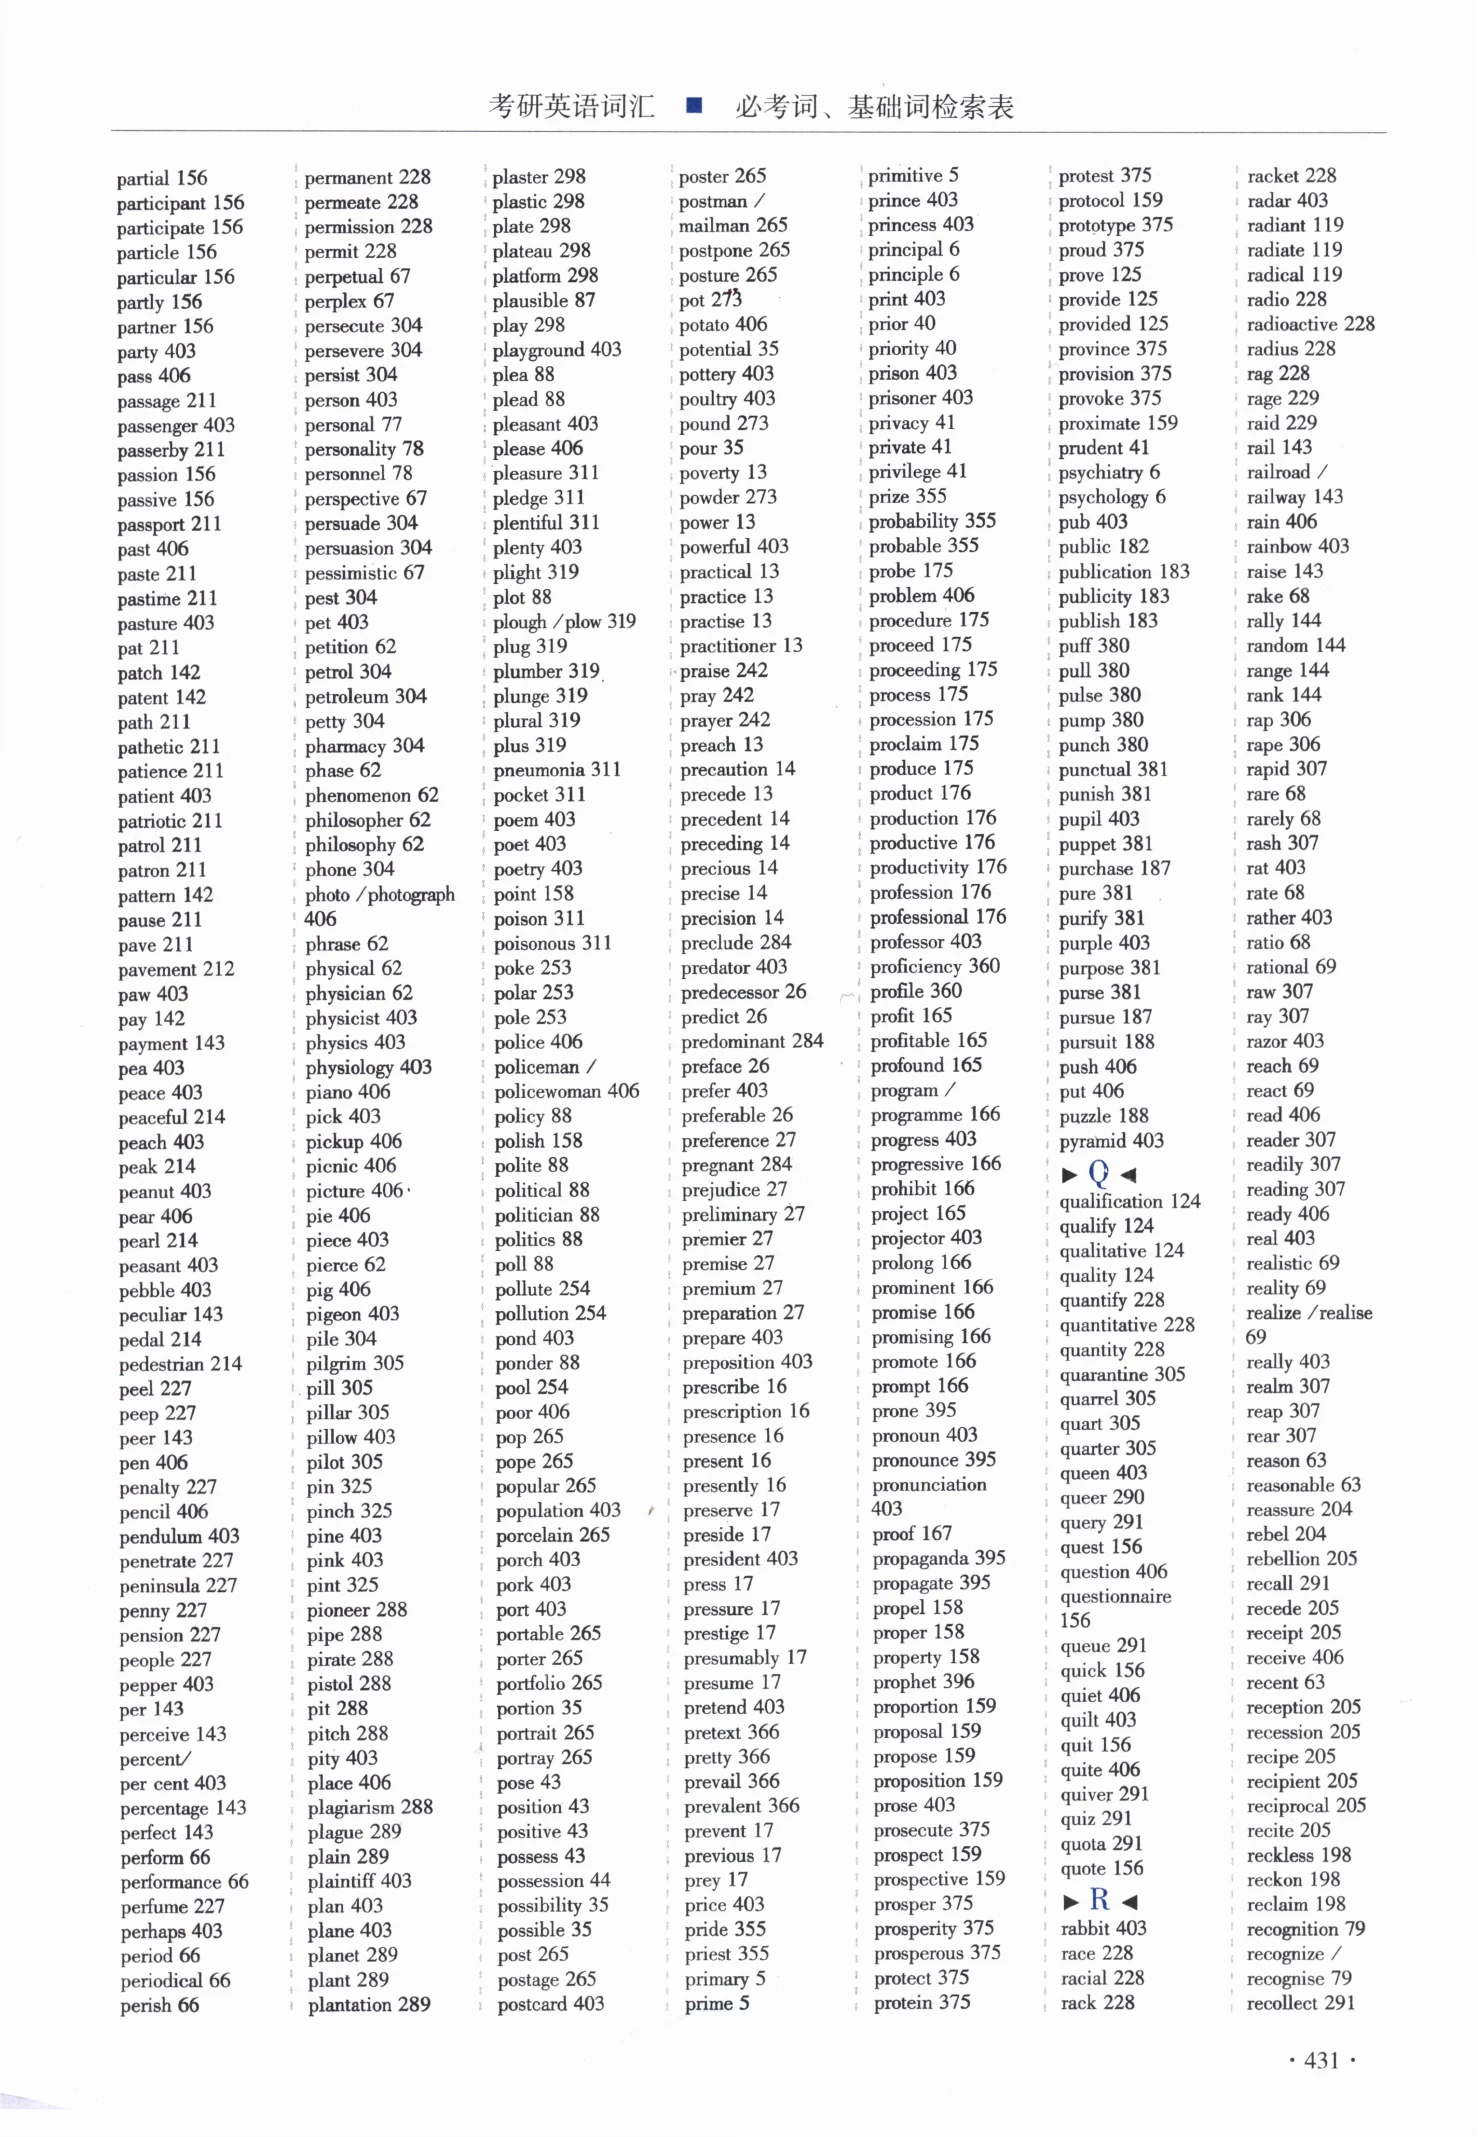 考研英语词汇 ■ 必考词、基础词检索表
partial 156
participant 156
participate 156
particle 156
particular 156
partly 156
partner 156
party 403
pass 406
passage 211
passenger 403
passerby 211
passion 156
passive 156
passport 211
past 406
paste 211
pastime 211
pasture 403
pat 211
patch 142
patent 142
path 211
pathetic 211
patience 211
patient 403
patriotic 211
patrol 211
patron 211
pattern 142
pause 211
pave 211
pavement 212
paw 403
pay 142
payment 143
pea 403
peace 403
peaceful 214
peach 403
peak 214
peanut 403
pear 406
pearl 214
peasant 403
pebble 403
peculiar 143
pedal 214
pedestrian 214
peel 227
peep 227
peer 143
pen 406
penalty 227
pencil 406
pendulum 403
penetrate 227
peninsula 227
penny 227
pension 227
people 227
pepper 403
per 143
perceive 143
percent/
per cent 403
percentage 143
perfect 143
perform 66
performance 66
perfume 227
perhaps 403
period 66
periodical 66
perish 66
permanent 228
permeate 228
permission 228
permit 228
perpetual 67
perplex 67
persecute 304
persevere 304
persist 304
person 403
personal 77
personality 78
personnel 78
perspective 67
persuade 304
persuasion 304
pessimistic 67
pest 304
pet 403
petition 62
petrol 304
petroleum 304
petty 304
pharmacy 304
phase 62
phenomenon 62
philosopher 62
philosophy 62
phone 304
photo /photograph
406
phrase 62
physical 62
physician 62
physicist 403
physics 403
physiology 403
piano 406
pick 403
pickup 406
picnic 406
picture 406
pie 406
piece 403
pierce 62
pig 406
pigeon 403
pile 304
pilgrim 305
pill 305
pillar 305
pillow 403
pilot 305
pin 325
pinch 325
pine 403
pink 403
pint 325
pioneer 288
pipe 288
pirate 288
pistol 288
pit 288
pitch 288
pity 403
place 406
plagiarism 288
plague 289
plain 289
plaintiff 403
plan 403
plane 403
planet 289
plant 289
plantation 289
plaster 298
plastic 298
plate 298
plateau 298
platform 298
plausible 87
play 298
playground 403
plea 88
plead 88
pleasant 403
please 406
pleasure 311
pledge 311
plentiful 311
plenty 403
plight 319
plot 88
plough /plow 319
plug 319
plumber 319
plunge 319
plural 319
plus 319
pneumonia 311
pocket 311
poem 403
poet 403
poetry 403
point 158
poison 311
poisonous 311
poke 253
polar 253
pole 253
police 406
policeman /
policewoman 406
policy 88
polish 158
polite 88
political 88
politician 88
politics 88
poll 88
pollute 254
pollution 254
pond 403
ponder 88
pool 254
poor 406
pop 265
pope 265
popular 265
population 403
porcelain 265
porch 403
pork 403
port 403
portable 265
porter 265
portfolio 265
portion 35
portrait 265
portray 265
pose 43
position 43
positive 43
possess 43
possession 44
possibility 35
possible 35
post 265
postage 265
postcard 403
poster 265
postman /
mailman 265
postpone 265
posture 265
pot 273
potato 406
potential 35
pottery 403
poultry 403
pound 273
pour 35
poverty 13
powder 273
power 13
powerful 403
practical 13
practice 13
practise 13
practitioner 13
praise 242
pray 242
prayer 242
preach 13
precaution 14
precede 13
precedent 14
preceding 14
precious 14
precise 14
precision 14
preclude 284
predator 403
predecessor 26
predict 26
predominant 284
preface 26
prefer 403
preferable 26
preference 27
pregnant 284
prejudice 27
preliminary 27
premier 27
premise 27
premium 27
preparation 27
prepare 403
preposition 403
prescribe 16
prescription 16
presence 16
present 16
presently 16
preserve 17
preside 17
president 403
press 17
pressure 17
prestige 17
presumably 17
presume 17
pretend 403
pretext 366
pretty 366
prevail 366
prevalent 366
prevent 17
previous 17
prey 17
price 403
pride 355
priest 355
primary 5
prime 5
primitive 5
prince 403
princess 403
principal 6
principle 6
print 403
prior 40
priority 40
prison 403
prisoner 403
privacy 41
private 41
privilege 41
prize 355
probability 355
probable 355
probe 175
problem 406
procedure 175
proceed 175
proceeding 175
process 175
procession 175
proclaim 175
produce 175
product 176
production 176
productive 176
productivity 176
profession 176
professional 176
professor 403
proficiency 360
profile 360
profit 165
profitable 165
profound 165
program /
programme 166
progress 403
progressive 166
prohibit 166
project 165
projector 403
prolong 166
prominent 166
promise 166
promising 166
promote 166
prompt 166
prone 395
pronoun 403
pronounce 395
pronunciation
403
proof 167
propaganda 395
propagate 395
propel 158
proper 158
property 158
prophet 396
proportion 159
proposal 159
propose 159
proposition 159
prose 403
prosecute 375
prospect 159
prospective 159
prosper 375
prosperity 375
prosperous 375
protect 375
protein 375
protest 375
protocol 159
prototype 375
proud 375
prove 125
provide 125
provided 125
province 375
provision 375
provoke 375
proximate 159
prudent 41
psychiatry 6
psychology 6
pub 403
public 182
publication 183
publicity 183
publish 183
puff 380
pull 380
pulse 380
pump 380
punch 380
punctual 381
punish 381
pupil 403
puppet 381
purchase 187
pure 381
purify 381
purple 403
purpose 381
purse 381
pursue 187
pursuit 188
push 406
put 406
puzzle 188
pyramid 403
► Q ◄
qualification 124
qualify 124
qualitative 124
quality 124
quantify 228
quantitative 228
quantity 228
quarantine 305
quarrel 305
quart 305
quarter 305
queen 403
queer 290
query 291
quest 156
question 406
questionnaire
156
queue 291
quick 156
quiet 406
quilt 403
quit 156
quite 406
quiver 291
quiz 291
quota 291
quote 156
► R ◄
rabbit 403
race 228
racial 228
rack 228
racket 228
radar 403
radiant 119
radiate 119
radical 119
radio 228
radioactive 228
radius 228
rag 228
rage 229
raid 229
rail 143
railroad /
railway 143
rain 406
rainbow 403
raise 143
rake 68
rally 144
random 144
range 144
rank 144
rap 306
rape 306
rapid 307
rare 68
rarely 68
rash 307
rat 403
rate 68
rather 403
ratio 68
rational 69
raw 307
ray 307
razor 403
reach 69
react 69
read 406
reader 307
readily 307
reading 307
ready 406
real 403
realistic 69
reality 69
realize /realise
69
really 403
realm 307
reap 307
rear 307
reason 63
reasonable 63
reassure 204
rebel 204
rebellion 205
recall 291
recede 205
receipt 205
receive 406
recent 63
reception 205
recession 205
recipe 205
recipient 205
reciprocal 205
recite 205
reckless 198
reckon 198
reclaim 198
recognition 79
recognize /
recognise 79
recollect 291
· 431 ·